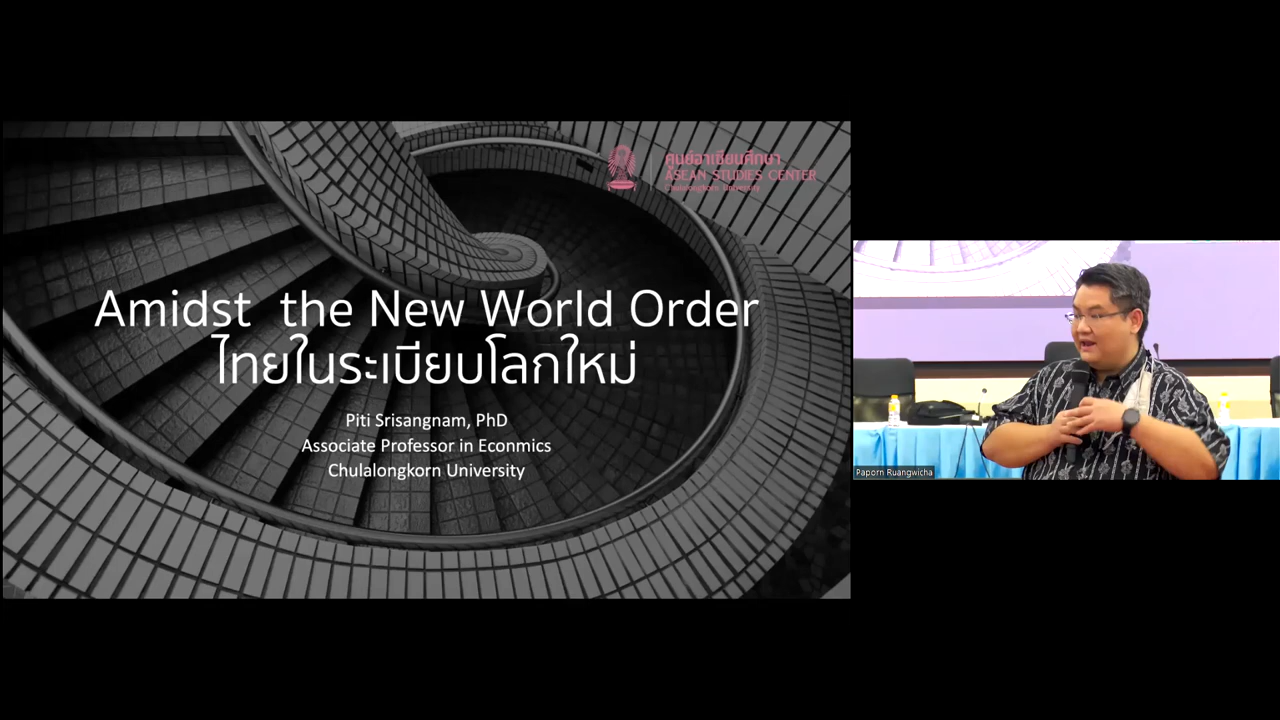 ศูนย์อาเซียนศึกษา
ASEAN STUDIES CENTER
Chulalongkorn University
Amidst the New World Order
ไทยในระเบียบโลกใหม่
Piti Srisangnam, PhD
Associate Professor in Econmics
Chulalongkorn University
Paporn Ruangwicha